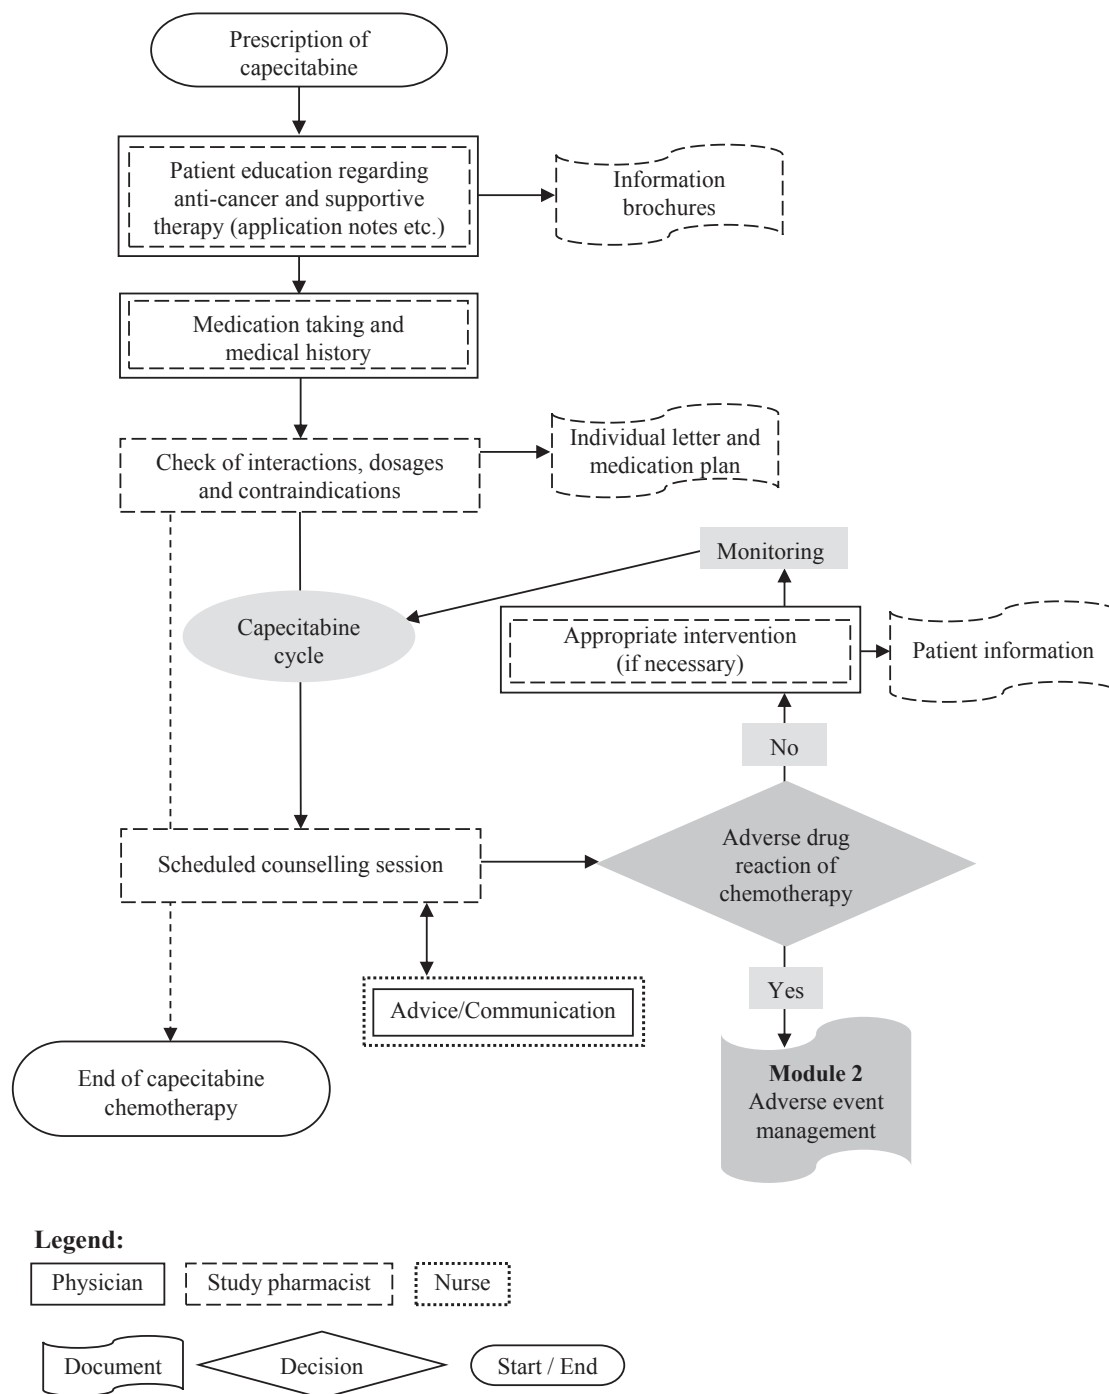 Prescription of
capecitabine
Patient education regarding
anti-cancer and supportive
therapy (application notes etc.)
Information
brochures
Medication taking and
medical history
Check of interactions, dosages
and contraindications
Individual letter and
medication plan
Monitoring
Capecitabine
cycle
Appropriate intervention
(if necessary)
Patient information
No
Scheduled counselling session
Adverse drug
reaction of
chemotherapy
Yes
Advice/Communication
End of capecitabine
chemotherapy
Module 2
Adverse event
management
Legend:
Physician
Study pharmacist
Nurse
Document
Decision
Start / End